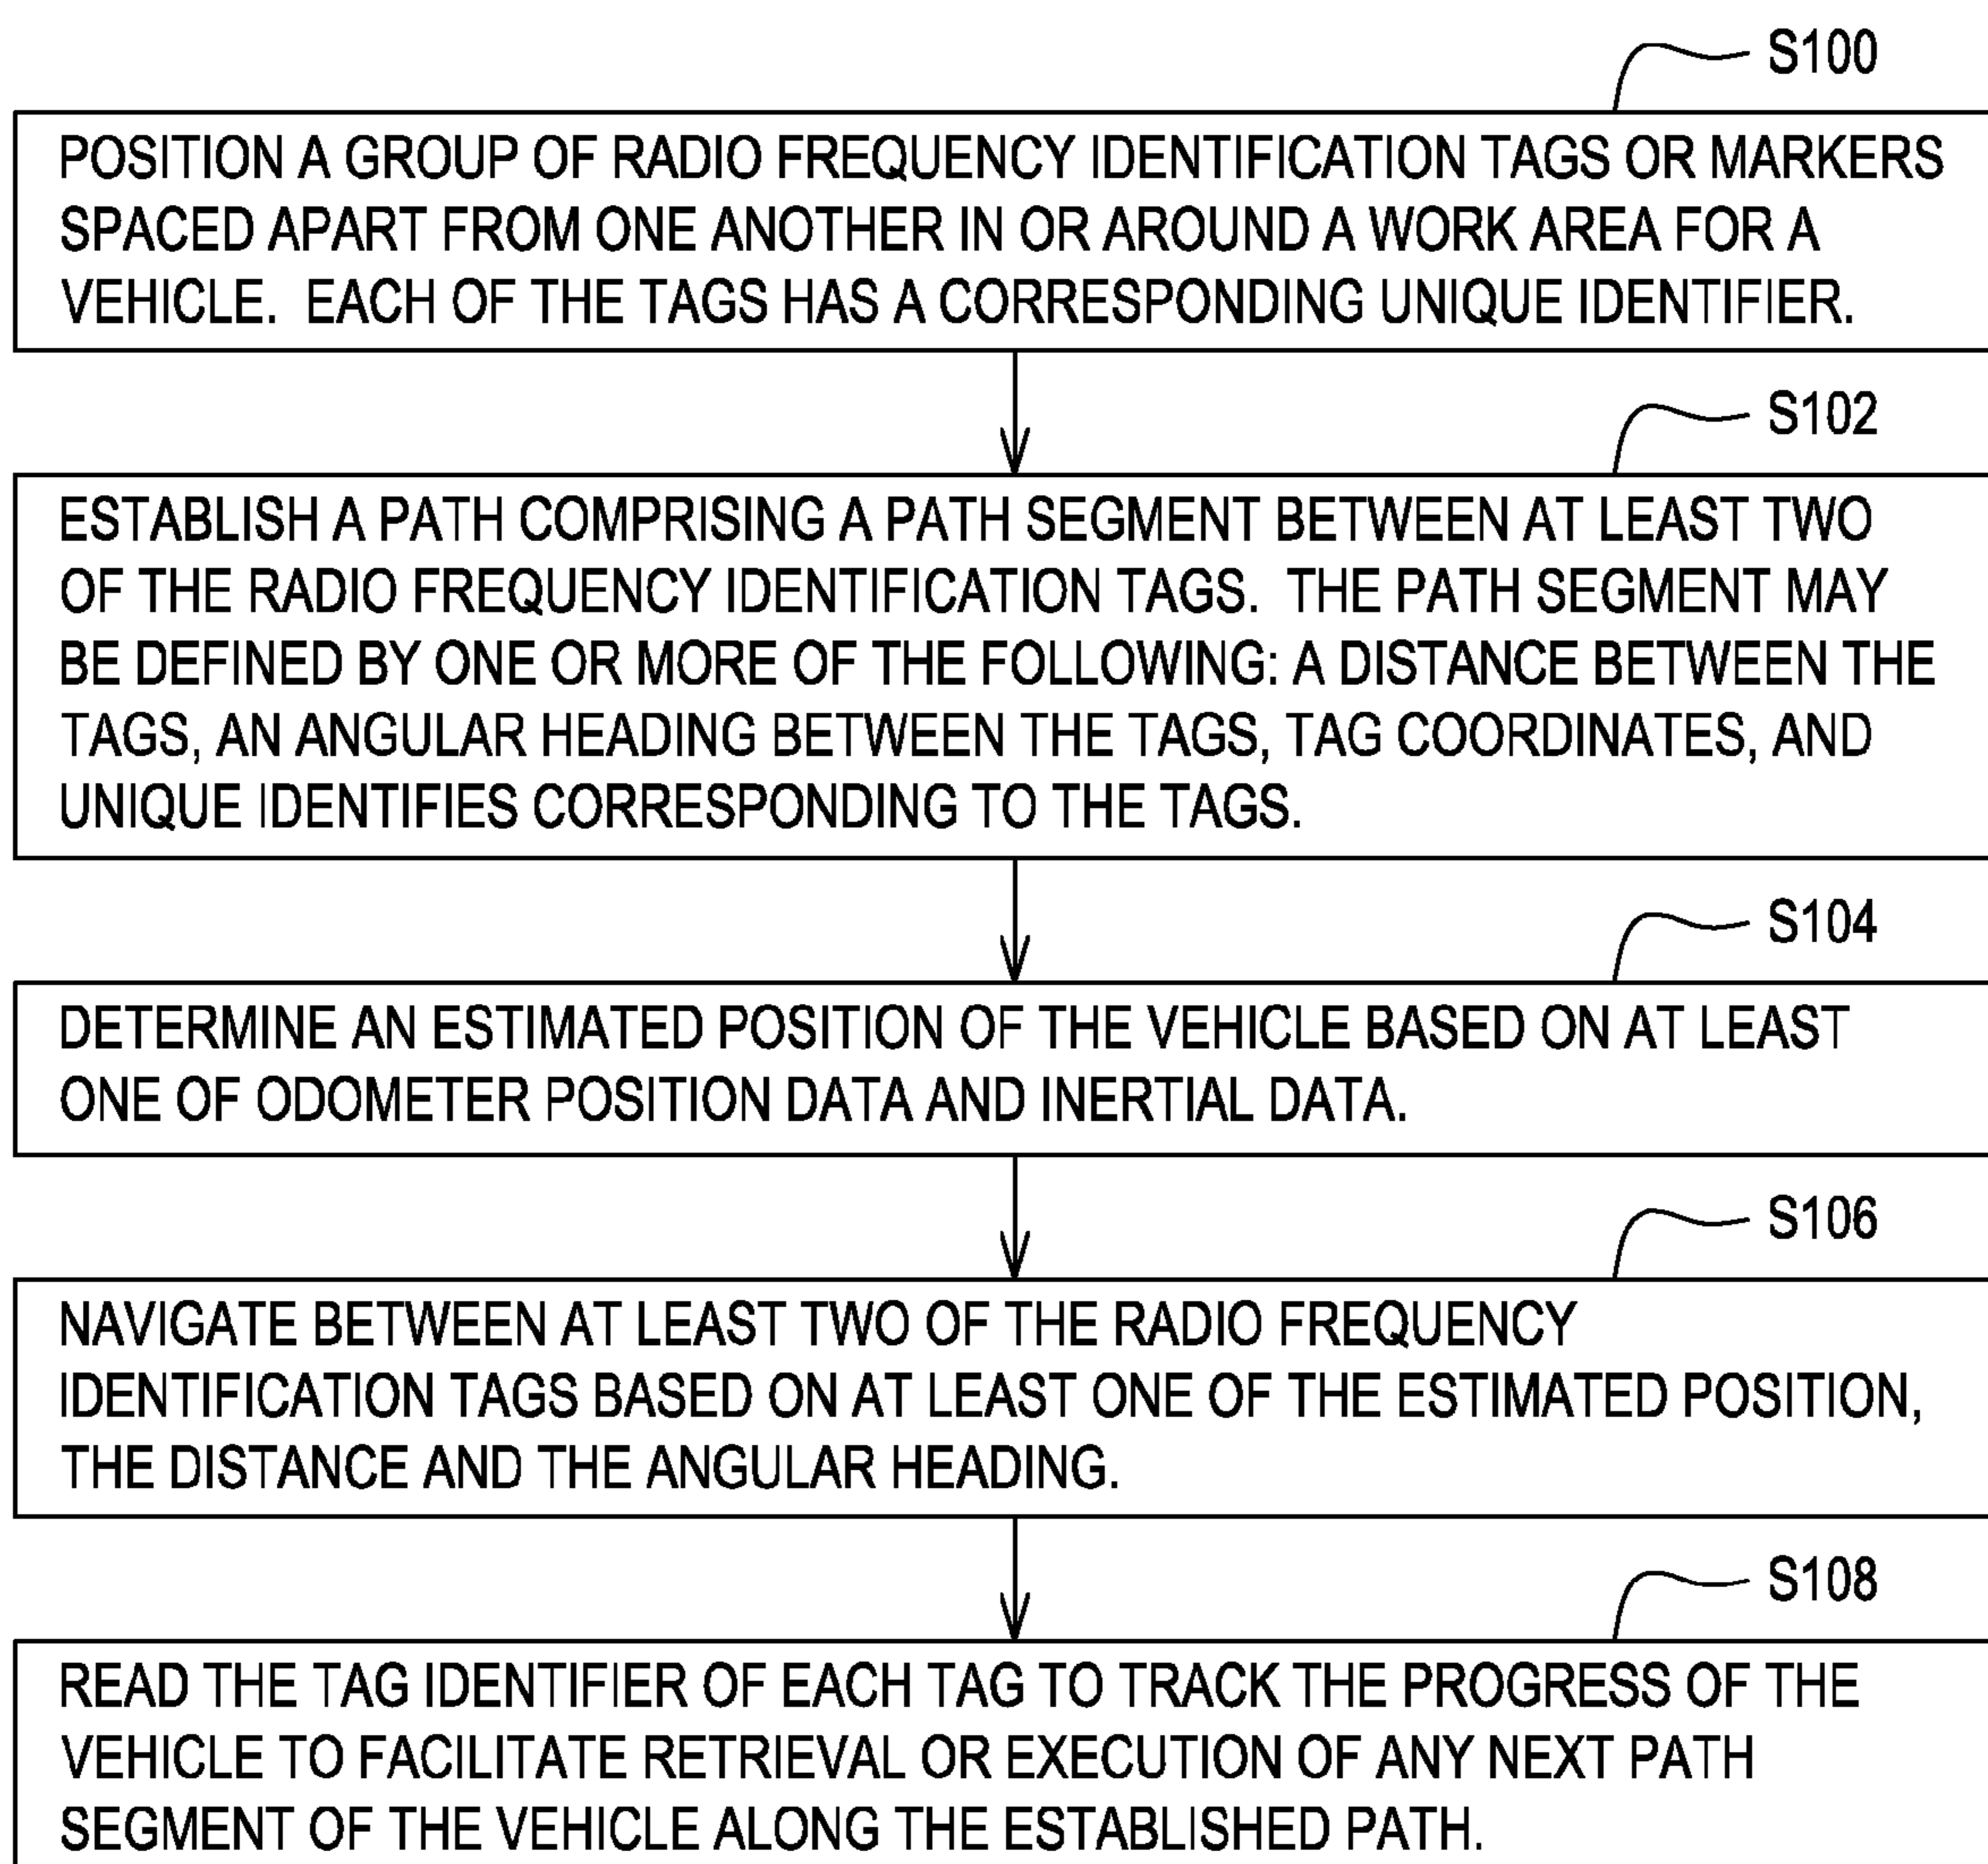 S100
POSITION A GROUP OF RADIO FREQUENCY IDENTIFICATION TAGS OR MARKERS
SPACED APART FROM ONE ANOTHER IN OR AROUND A WORK AREA FOR A
VEHICLE. EACH OF THE TAGS HAS A CORRESPONDING UNIQUE IDENTIFIER.
S102
ESTABLISH A PATH COMPRISING A PATH SEGMENT BETWEEN AT LEAST TWO
OF THE RADIO FREQUENCY IDENTIFICATION TAGS. THE PATH SEGMENT MAY
BE DEFINED BY ONE OR MORE OF THE FOLLOWING: A DISTANCE BETWEEN THE
TAGS, AN ANGULAR HEADING BETWEEN THE TAGS, TAG COORDINATES, AND
UNIQUE IDENTIFIES CORRESPONDING TO THE TAGS.
S104
DETERMINE AN ESTIMATED POSITION OF THE VEHICLE BASED ON AT LEAST
ONE OF ODOMETER POSITION DATA AND INERTIAL DATA.
S106
NAVIGATE BETWEEN AT LEAST TWO OF THE RADIO FREQUENCY
IDENTIFICATION TAGS BASED ON AT LEAST ONE OF THE ESTIMATED POSITION,
THE DISTANCE AND THE ANGULAR HEADING.
S108
READ THE TAG IDENTIFIER OF EACH TAG TO TRACK THE PROGRESS OF THE
VEHICLE TO FACILITATE RETRIEVAL OR EXECUTION OF ANY NEXT PATH
SEGMENT OF THE VEHICLE ALONG THE ESTABLISHED PATH.